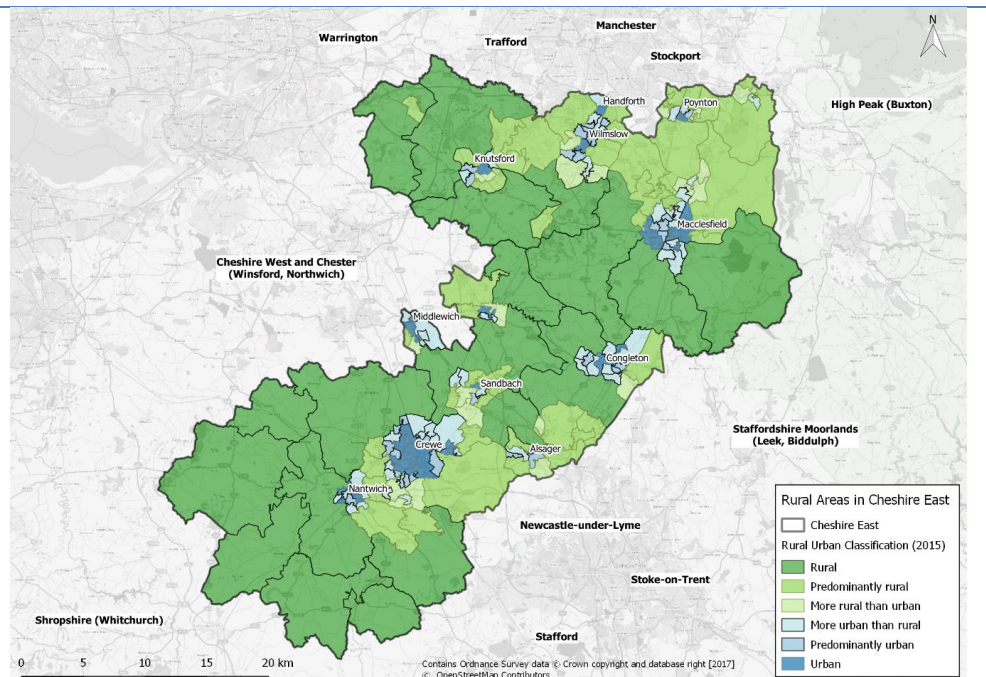 Manchester
Warrington
Trafford
Stockport
N
High Peak (Buxton)
Handforth
Poynton
Wilmslow
Knutsford
Macclesfield
Cheshire West and Chester
(Winsford, Northwich)
Middlewich
Congleton
Sandbach
Staffordshire Moorlands
(Leek, Biddulph)
Crewe
Alsager
Nantwich
Newcastle-under-Lyme
Stoke-on-Trent
Shropshire (Whitchurch)
Stafford
Rural Areas in Cheshire East
Cheshire East
Rural Urban Classification (2015)
Rural
Predominantly rural
More rural than urban
More urban than rural
Predominantly urban
Urban
0 5 10 15 20 km
Contains Ordnance Survey data © Crown copyright and database right [2017]
© OpenStreetMap Contributors